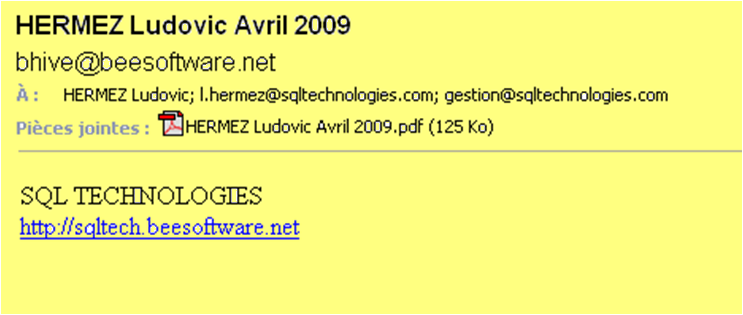 HERMEZ Ludovic Avril 2009
bhive@beesoftware.net
À : HERMEZ Ludovic; l.hermez@sqltechnologies.com; gestion@sqltechnologies.com
Pièces jointes : HERMEZ Ludovic Avril 2009.pdf (125 Ko)
SQL TECHNOLOGIES
http://sqltech.beesoftware.net